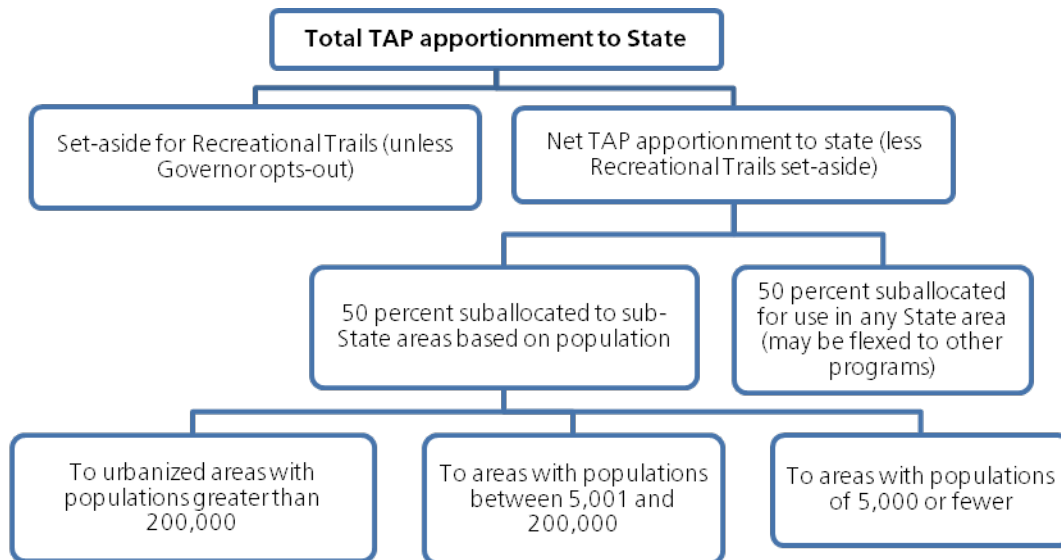 Total TAP apportionment to State
Set-aside for Recreational Trails (unless
Governor opts-out)
Net TAP apportionment to state (less
Recreational Trails set-aside)
50 percent suballocated to sub-
State areas based on population
50 percent suballocated
for use in any State area
(may be flexed to other
programs)
To urbanized areas with
populations greater than
200,000
To areas with populations
between 5,001 and
200,000
To areas with populations
of 5,000 or fewer